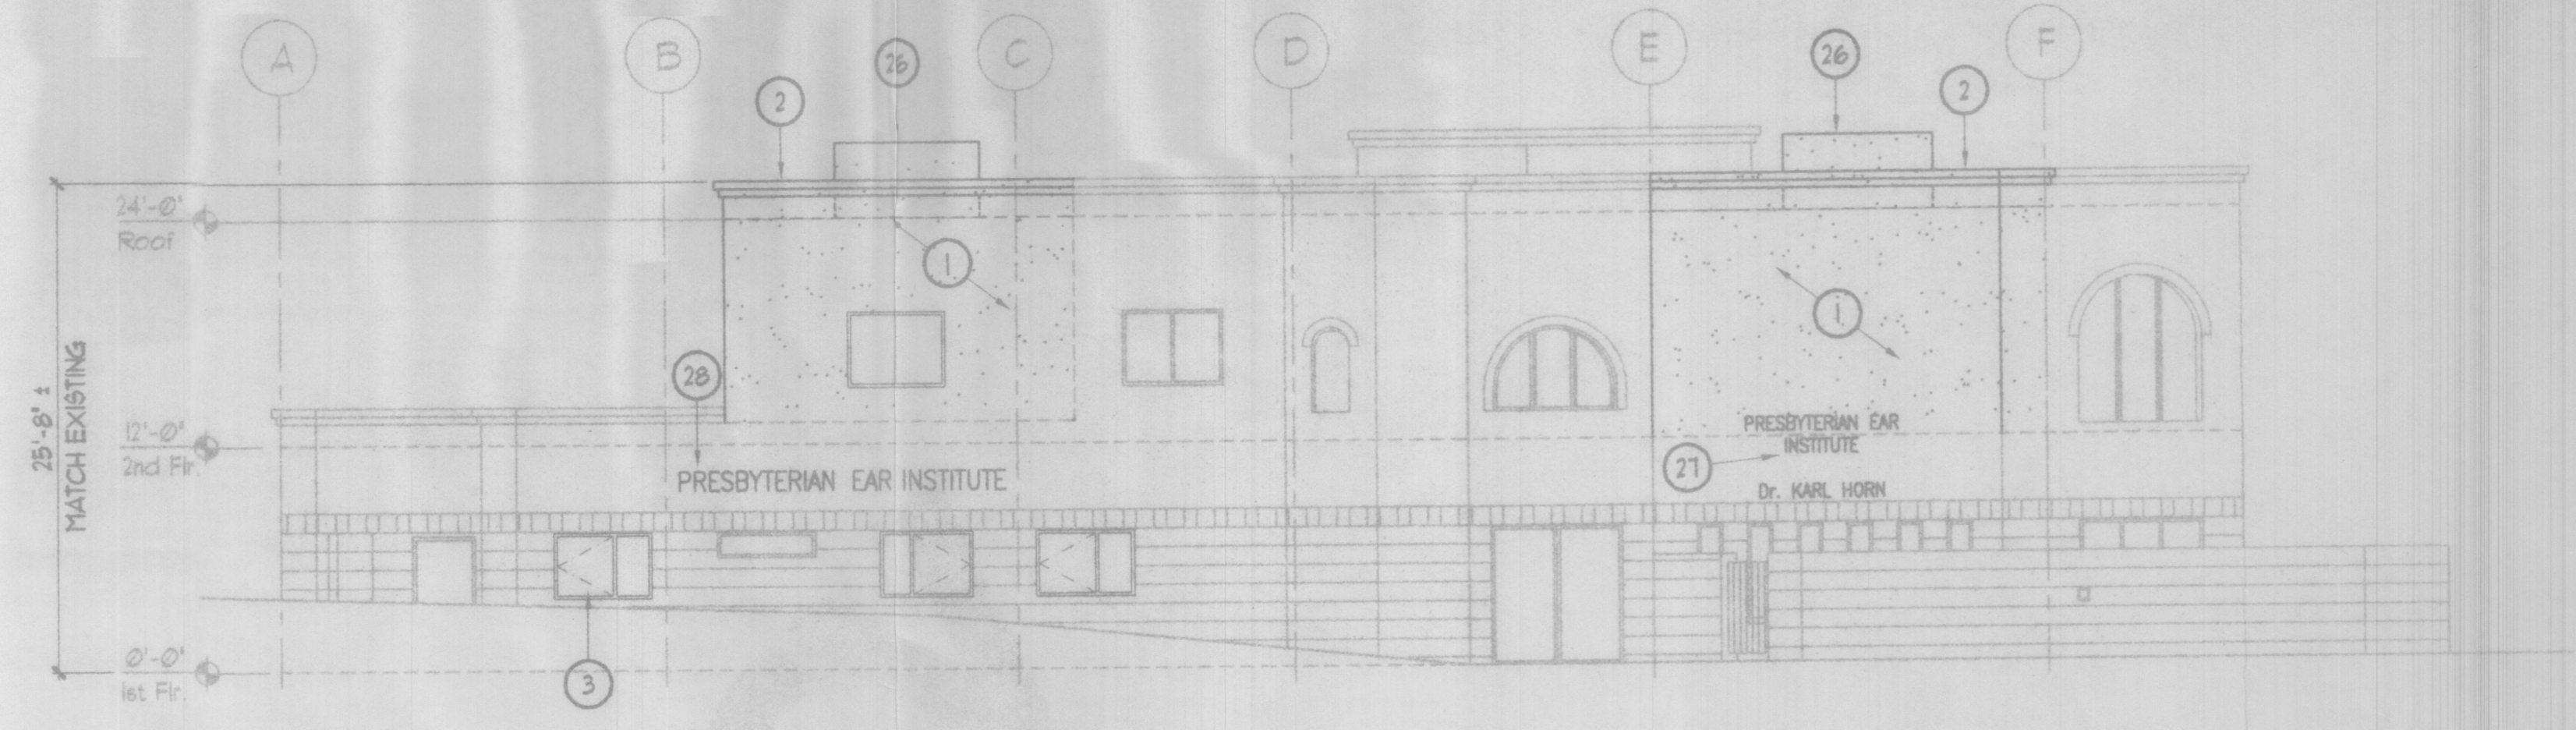 A
B
26
C
D
E
26
F
2
2
24'-0"
Roof
1
1
28
25'-8" ±
MATCH EXISTING
12'-0"
2nd Flr.
PRESBYTERIAN EAR INSTITUTE
PRESBYTERIAN EAR
INSTITUTE
27
Dr. KARL HORN
0'-0"
1st Flr.
3